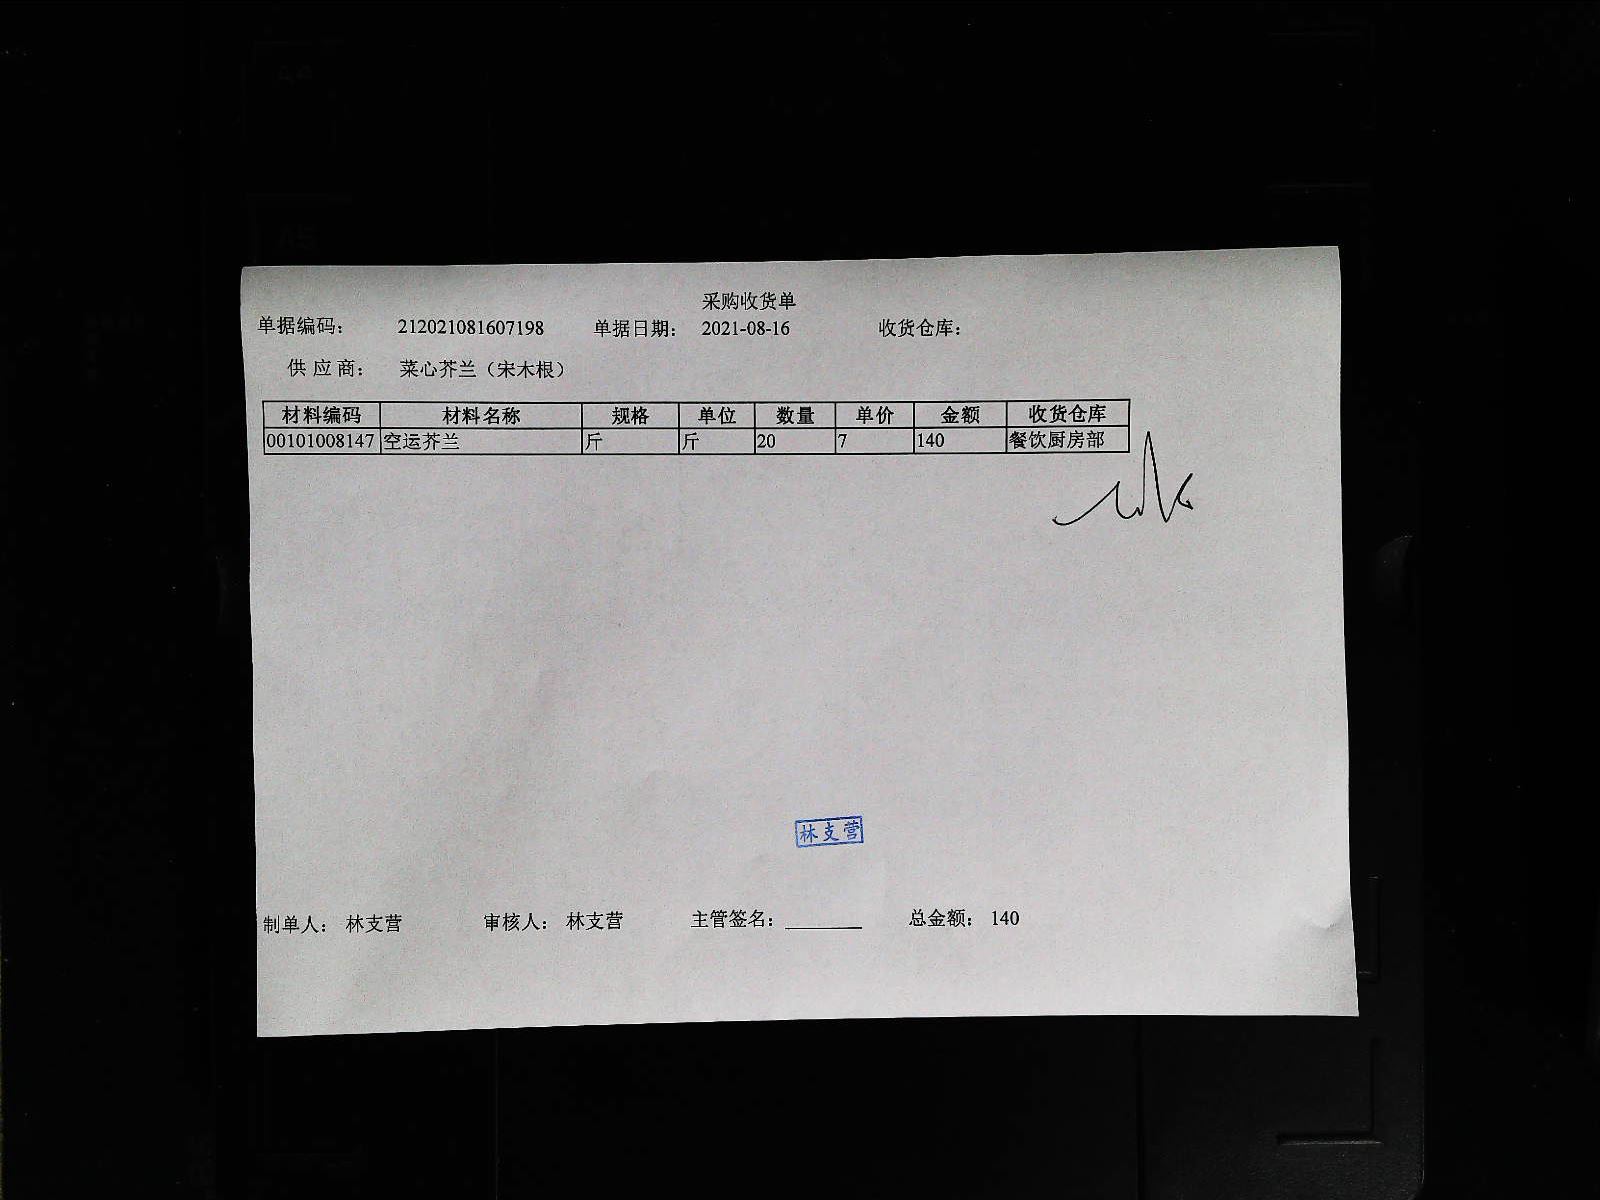 采购收货单
单据编码： 212021081607198 单据日期： 2021-08-16 收货仓库：
供应商： 菜心芥兰（宋木根）
材料编码 材料名称 规格 单位 数量 单价 金额 收货仓库
00101008147 空运芥兰 斤 斤 20 7 140 餐饮厨房部
林支营
制单人： 林支营 审核人： 林支营 主管签名： 总金额： 140